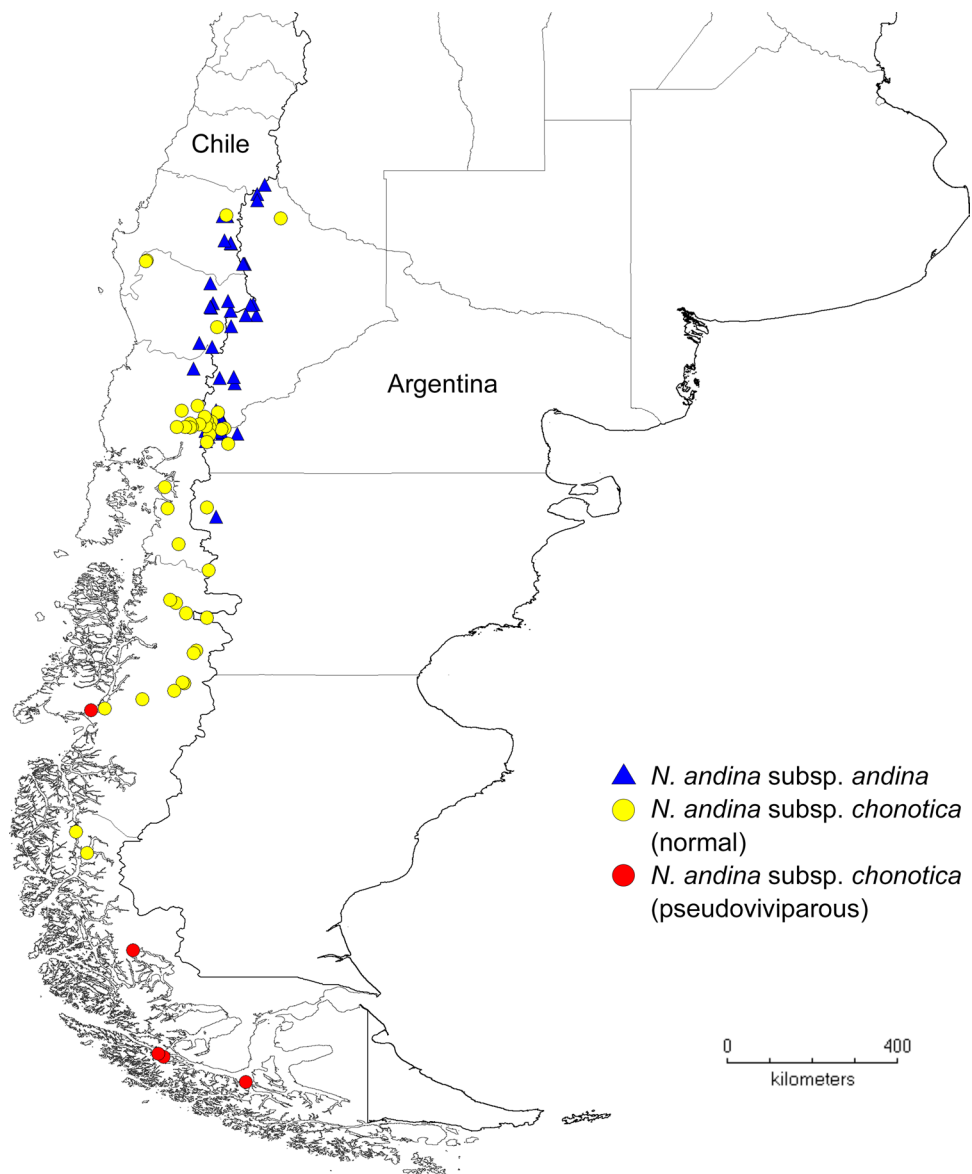 Chile
Argentina
N. andina subsp. andina
N. andina subsp. chonotica
(normal)
N. andina subsp. chonotica
(pseudoviviparous)
0 400
kilometers